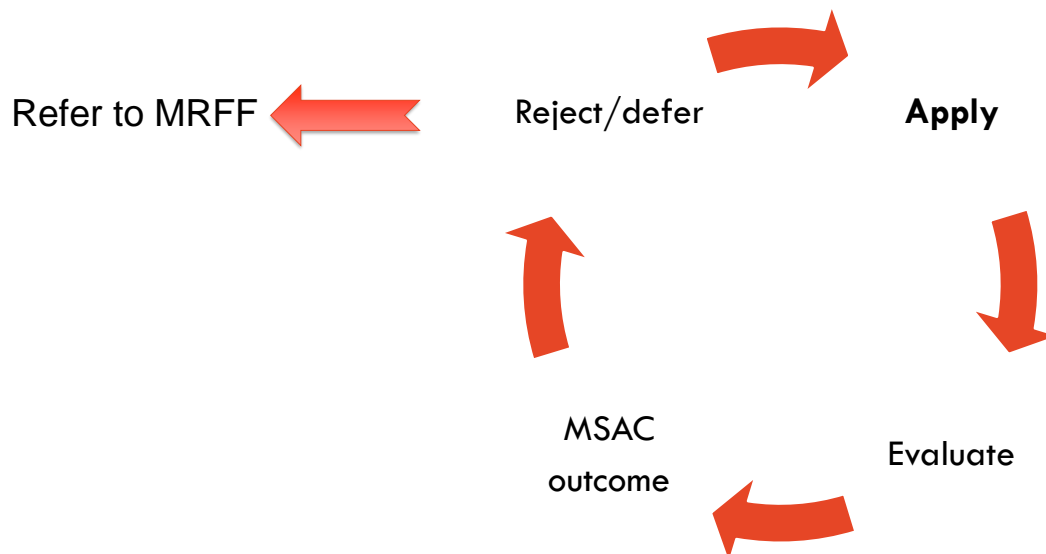 Refer to MRFF
Reject/defer
Apply
MSAC
outcome
Evaluate